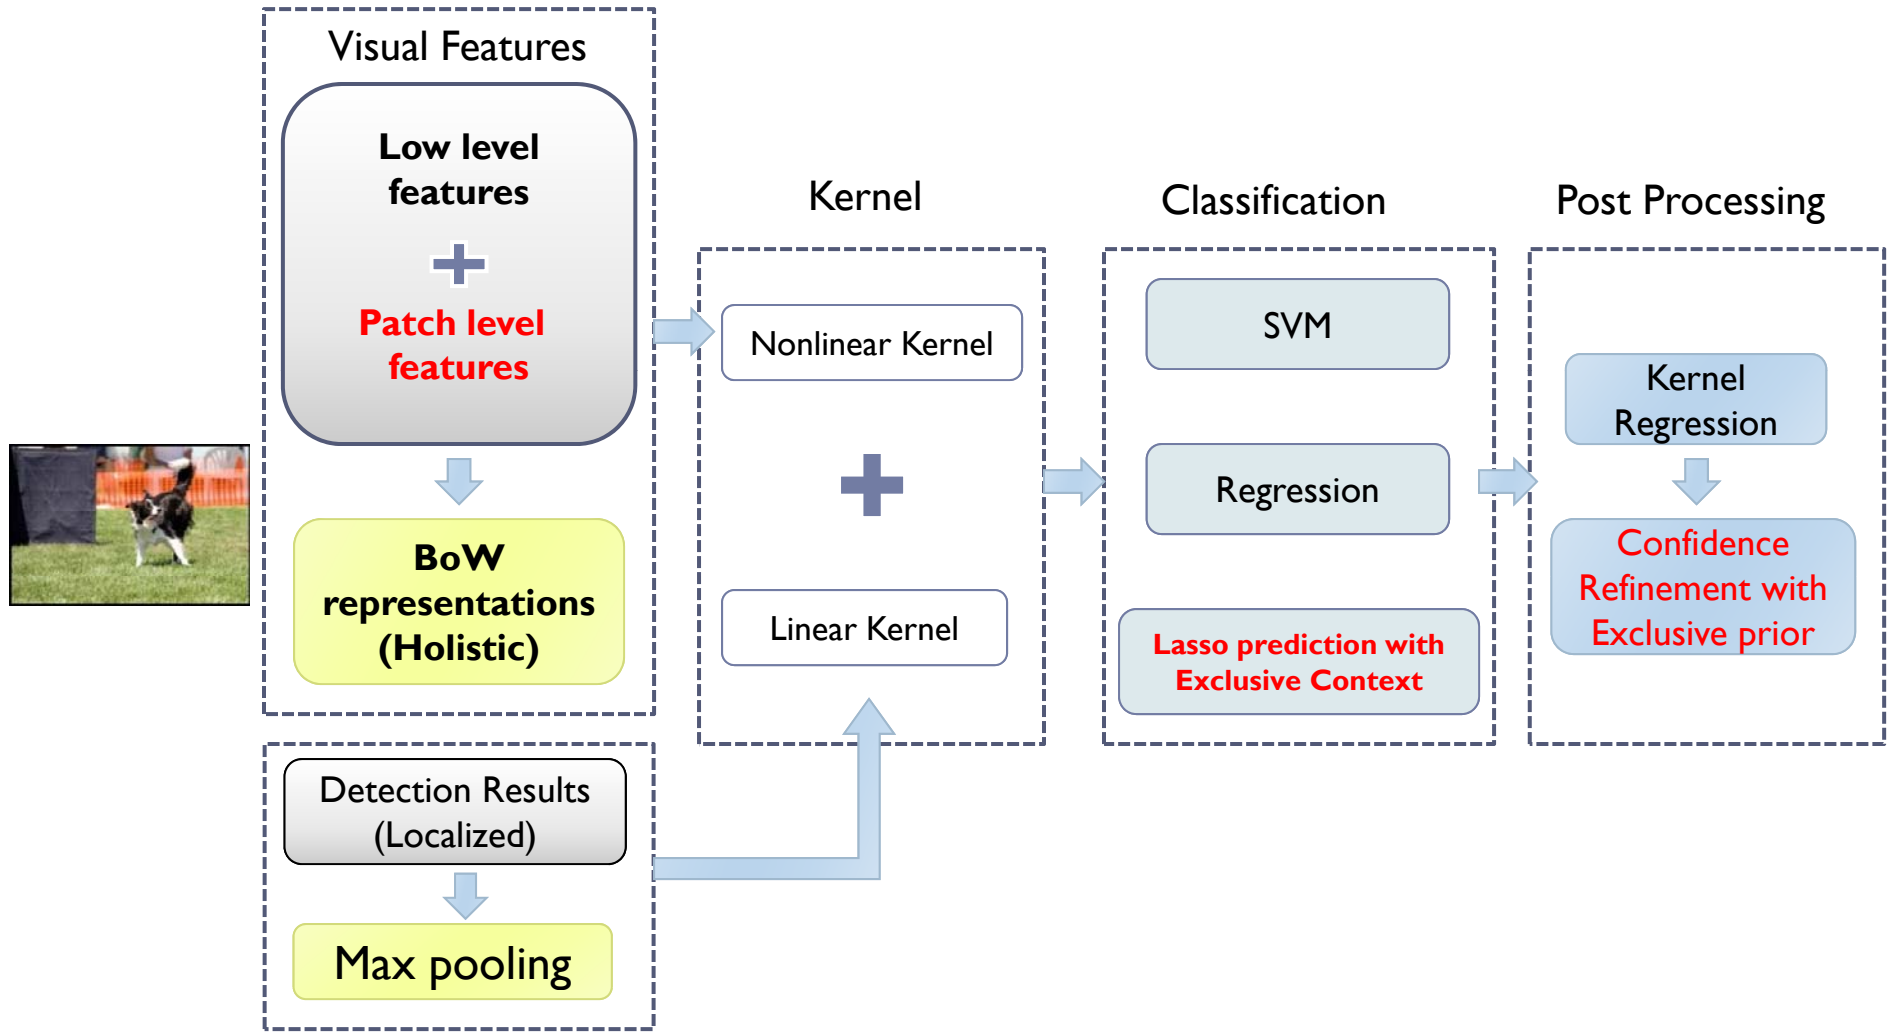 Visual Features
Low level
features
Patch level
features
BoW
representations
(Holistic)
Detection Results
(Localized)
Max pooling
Kernel
Nonlinear Kernel
Linear Kernel
Classification
SVM
Regression
Lasso prediction with
Exclusive Context
Post Processing
Kernel
Regression
Confidence
Refinement with
Exclusive prior